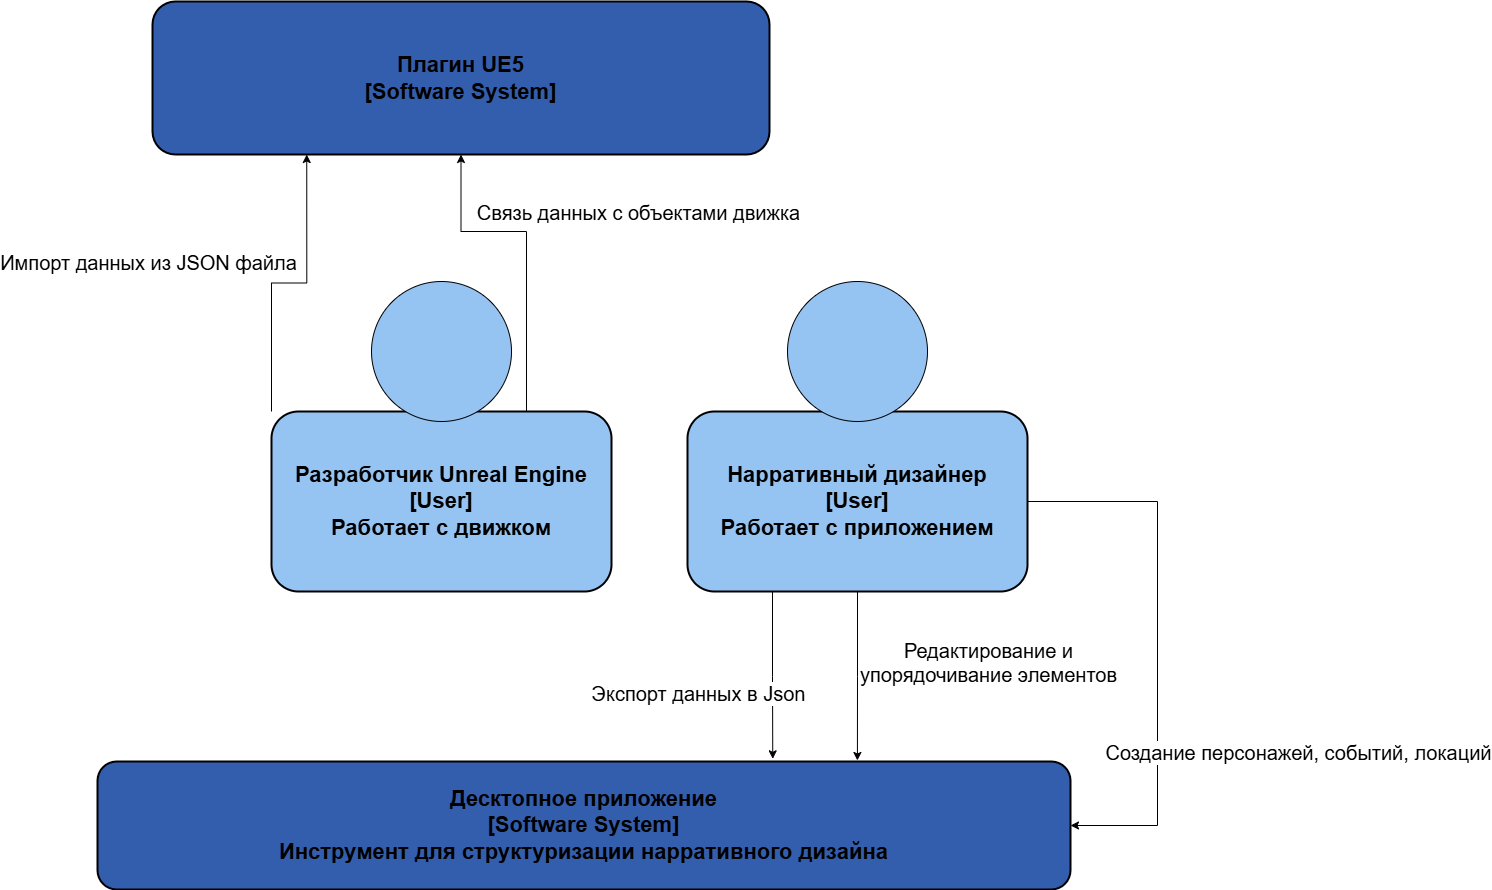 Плагин UE5
[Software System]
Связь данных с объектами движка
Импорт данных из JSON файла
Разработчик Unreal Engine
[User]
Работает с движком
Нарративный дизайнер
[User]
Работает с приложением
Редактирование и
упорядочивание элементов
Экспорт данных в Json
Создание персонажей, событий, локаций
Десктопное приложение
[Software System]
Инструмент для структуризации нарративного дизайна